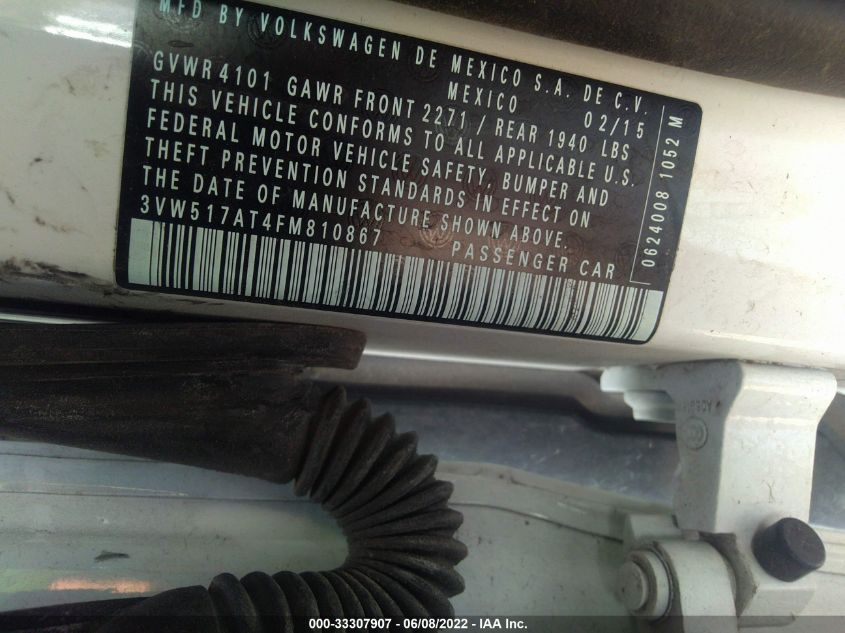 MFD BY VOLKSWAGEN DE MEXICO S.A. DE C.V.
MEXICO
GVWR 4101 GAWR FRONT 2271 / REAR 1940 LBS 02/15
THIS VEHICLE CONFORMS TO ALL APPLICABLE U.S.
FEDERAL MOTOR VEHICLE SAFETY, BUMPER AND
THEFT PREVENTION STANDARDS IN EFFECT ON
THE DATE OF MANUFACTURE SHOWN ABOVE.
3VW517AT4FM810867 PASSENGER CAR
0624008 1052 M
000-33307907 - 06/08/2022 - IAA Inc.